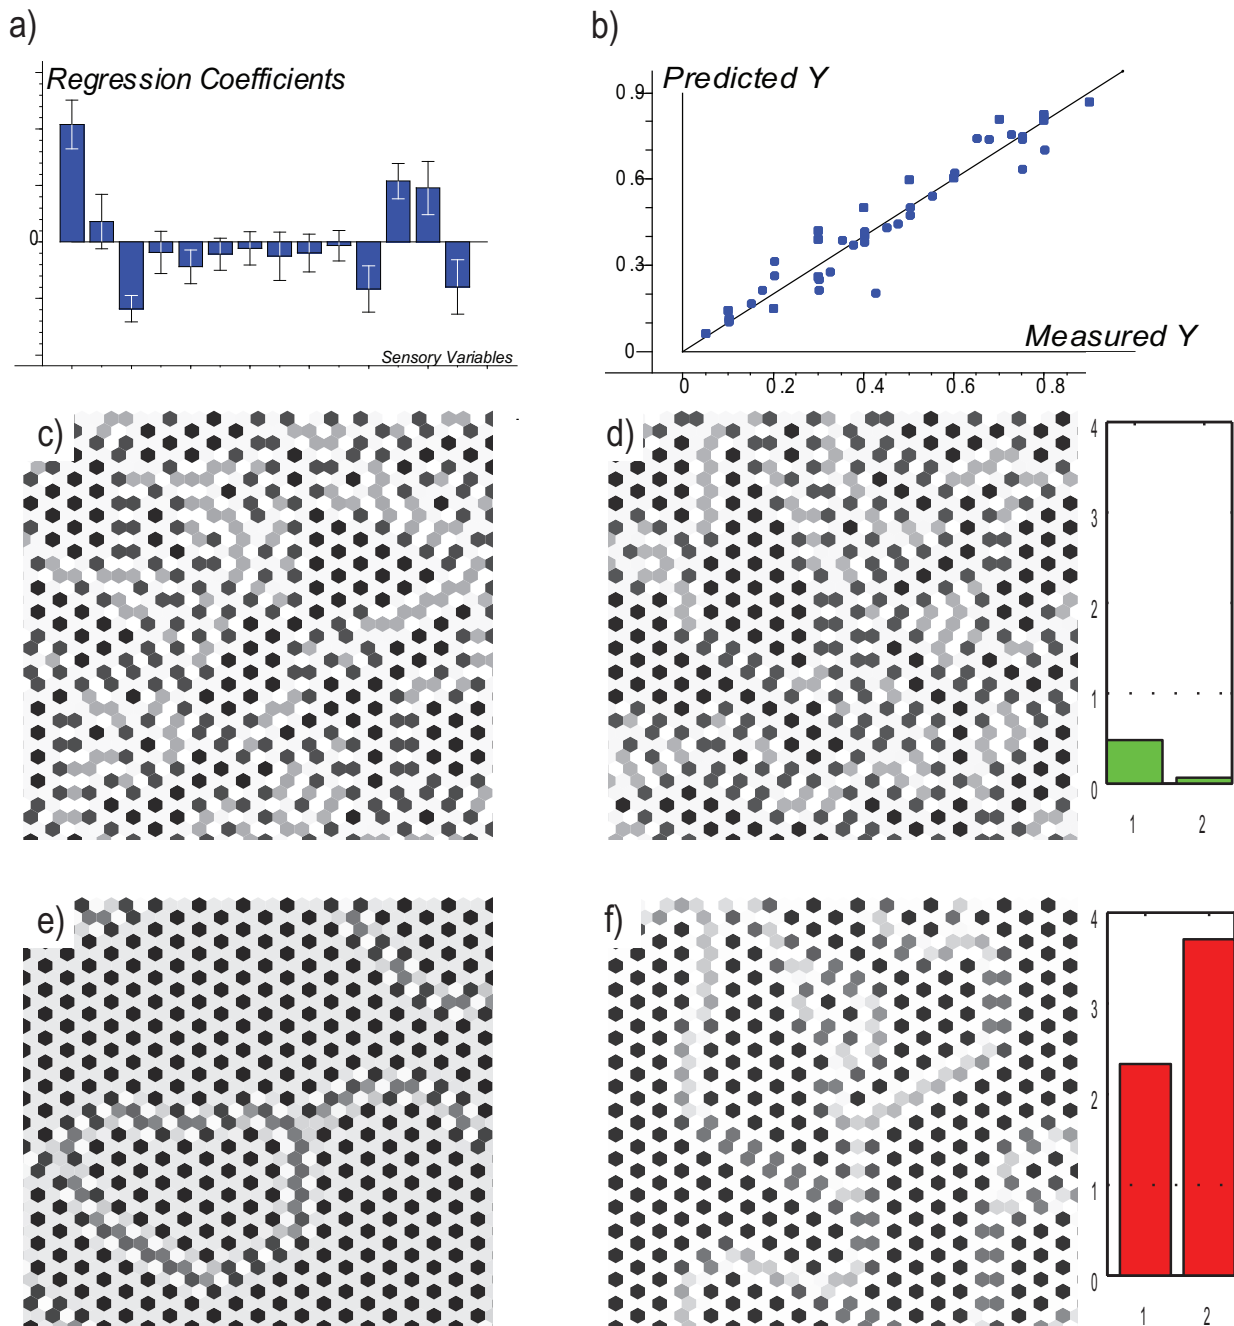 a)
b)
Regression Coefficients
Predicted Y
0.9
0.6
0
0.3
Measured Y
Sensory Variables
0
0 0.2 0.4 0.6 0.8
c)
d)
4
3
2
1
0
1 2
e)
f)
4
3
2
1
0
1 2